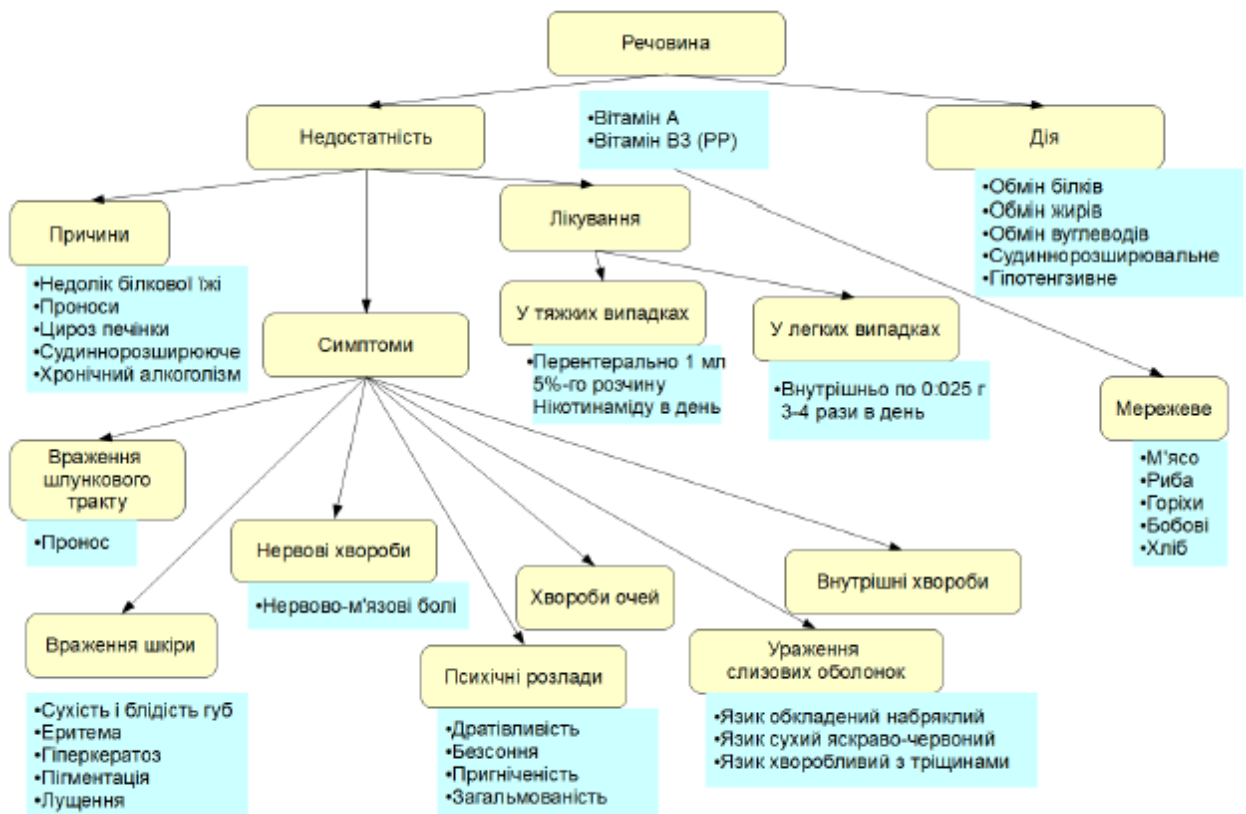 Речовина
•Вітамін А
•Вітамін В3 (РР)
Недостатність
Дія
•Обмін білків
•Обмін жирів
•Обмін вуглеводів
•Судиннорозширювальне
•Гіпотенгзивне
Причини
•Недолік білкової їжі
•Проноси
•Цироз печінки
•Судиннорозширююче
•Хронічний алкоголізм
Лікування
Симптоми
У тяжких випадках
•Перентерально 1 мл
5%-го розчину
Нікотинаміду в день
У легких випадках
•Внутрішньо по 0:025 г
3-4 рази в день
Мережеве
•М'ясо
•Риба
•Горіхи
•Бобові
•Хліб
Враження
шлункового
тракту
•Пронос
Нервові хвороби
•Нервово-м'язові болі
Хвороби очей
Внутрішні хвороби
Враження шкіри
•Сухість і блідість губ
•Еритема
•Гіперкератоз
•Пігментація
•Лущення
Психічні розлади
•Дратівливість
•Безсоння
•Пригніченість
•Загальмованість
Ураження
слизових оболонок
•Язик обкладений набряклий
•Язик сухий яскраво-червоний
•Язик хворобливий з тріщинами